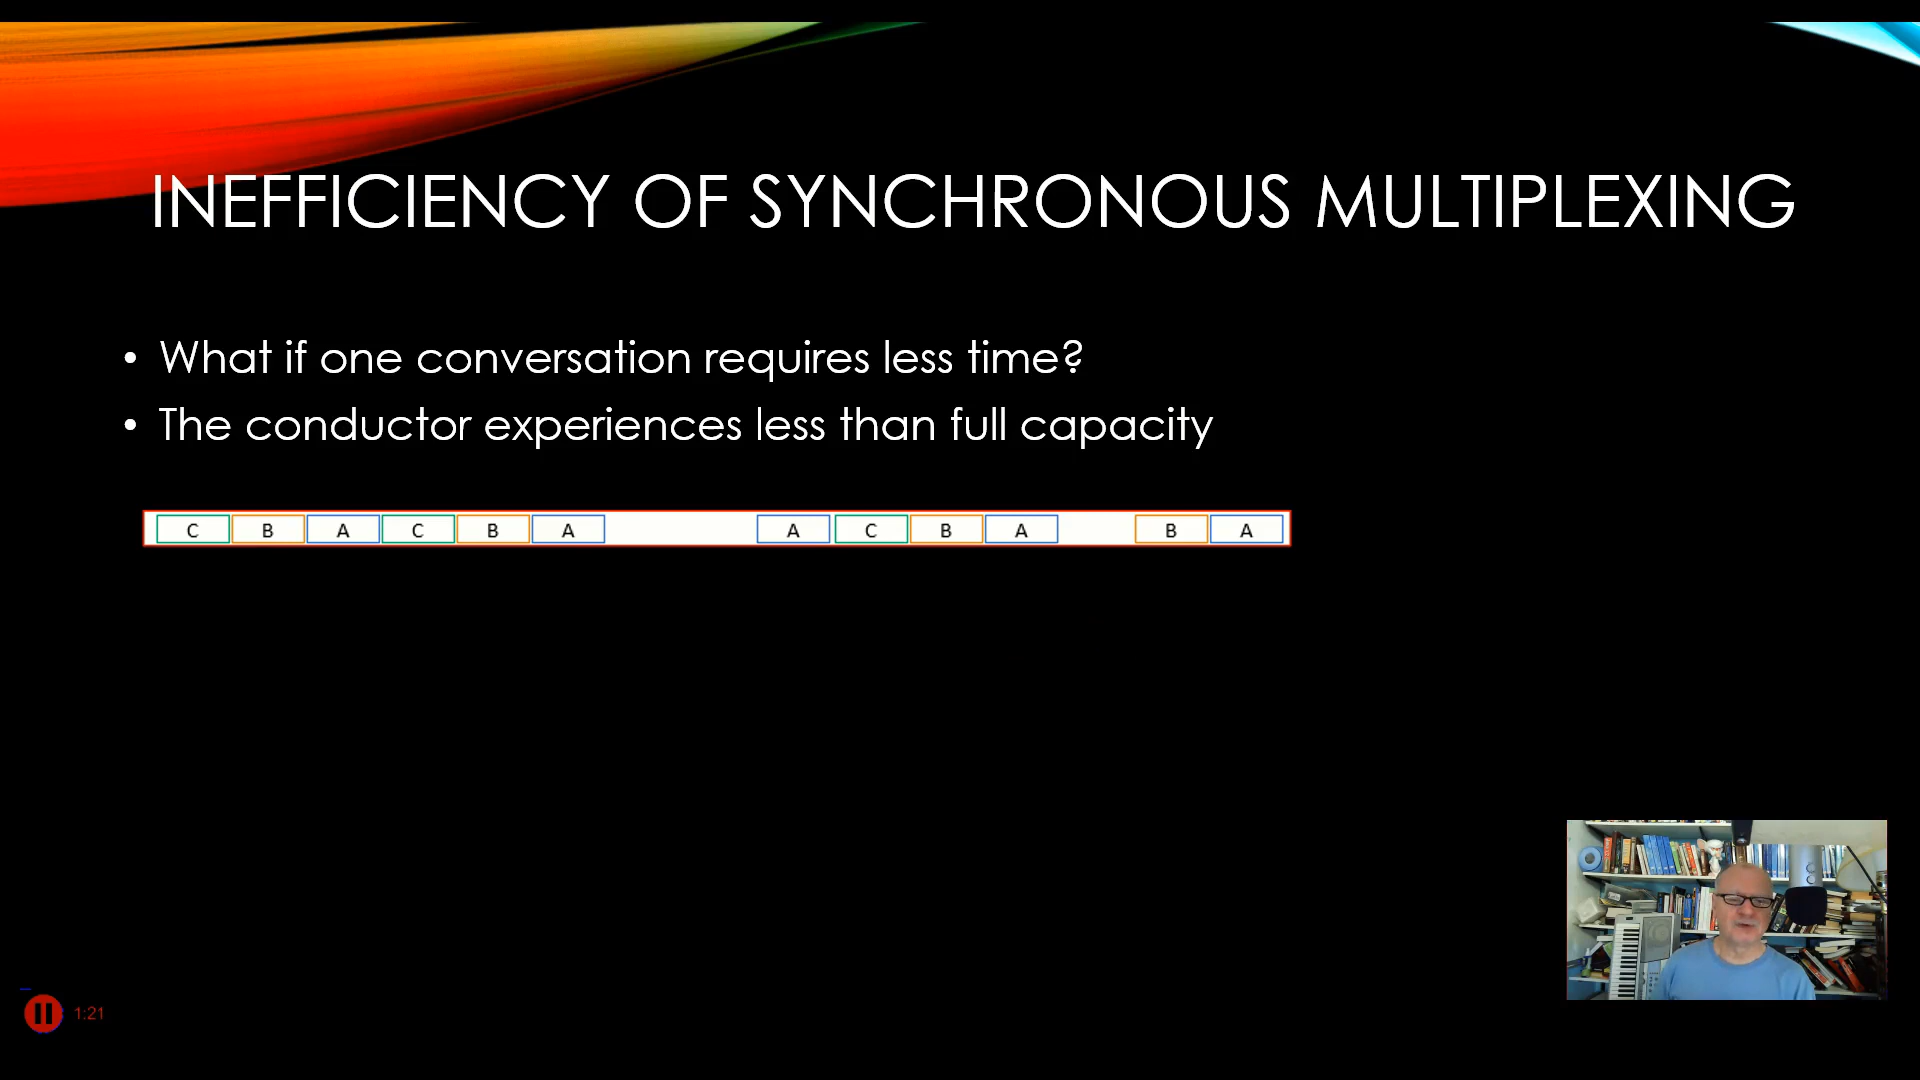 INEFFICIENCY OF SYNCHRONOUS MULTIPLEXING
• What if one conversation requires less time?
• The conductor experiences less than full capacity
C B A C B A A C B A B A
1:21